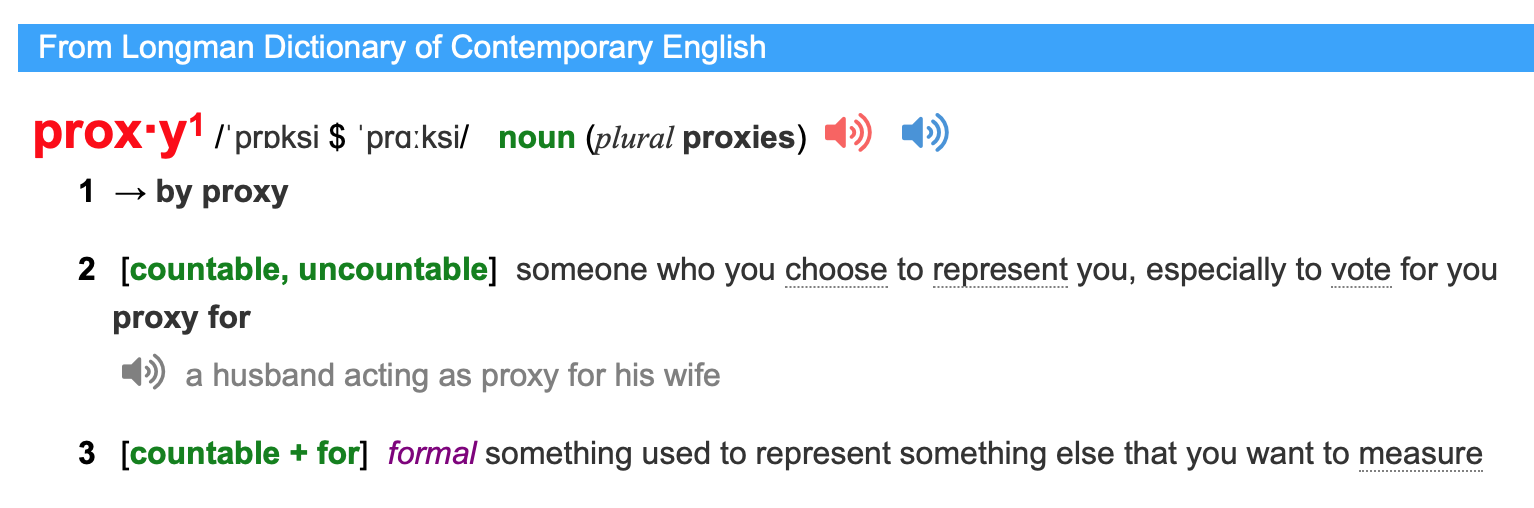 From Longman Dictionary of Contemporary English
prox·y¹ /ˈprɒksi $ ˈprɑːksi/ noun (plural proxies)
1 → by proxy
2 [countable, uncountable] someone who you choose to represent you, especially to vote for you
proxy for
a husband acting as proxy for his wife
3 [countable + for] formal something used to represent something else that you want to measure